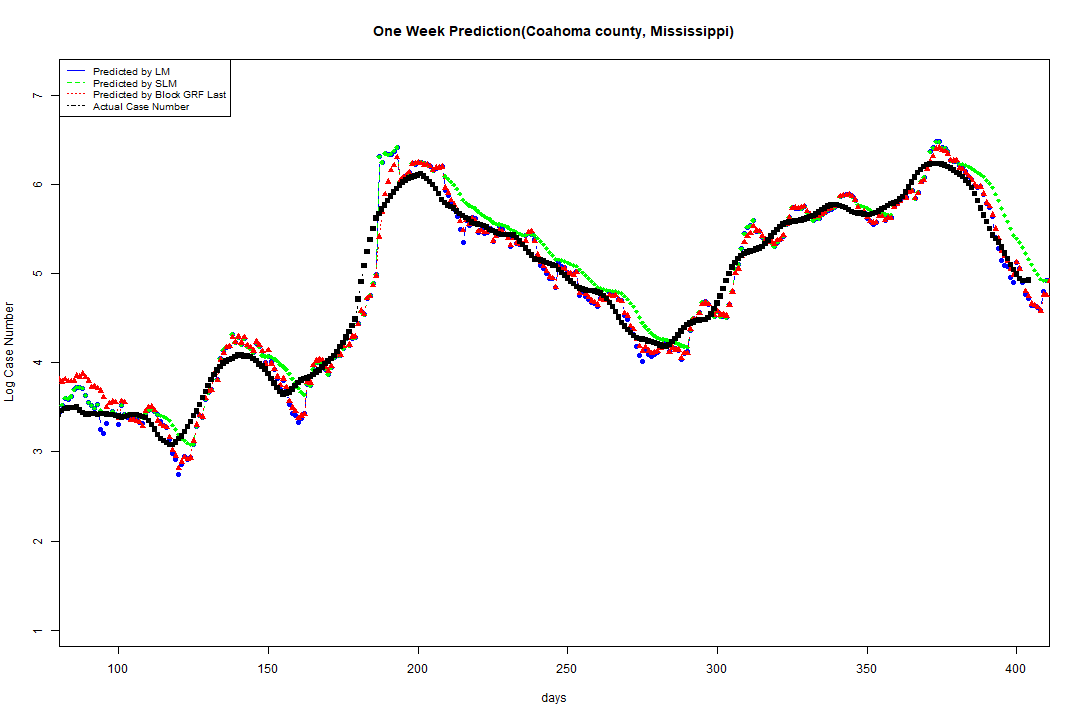 One Week Prediction(Coahoma county, Mississippi)
Predicted by LM
Predicted by SLM
Predicted by Block GRF Last
Actual Case Number
7
6
5
4
3
2
1
Log Case Number
100 150 200 250 300 350 400
days